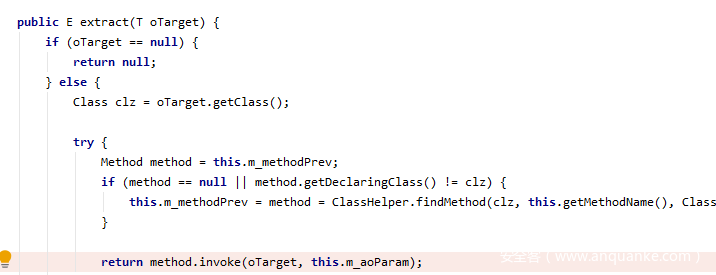 public E extract(T oTarget) {
if (oTarget == null) {
return null;
} else {
Class clz = oTarget.getClass();
try {
Method method = this.m_methodPrev;
if (method == null || method.getDeclaringClass() != clz) {
this.m_methodPrev = method = ClassHelper.findMethod(clz, this.getMethodName(), Class
}
return method.invoke(oTarget, this.m_aoParam);
安全客（www.anquanke.com）